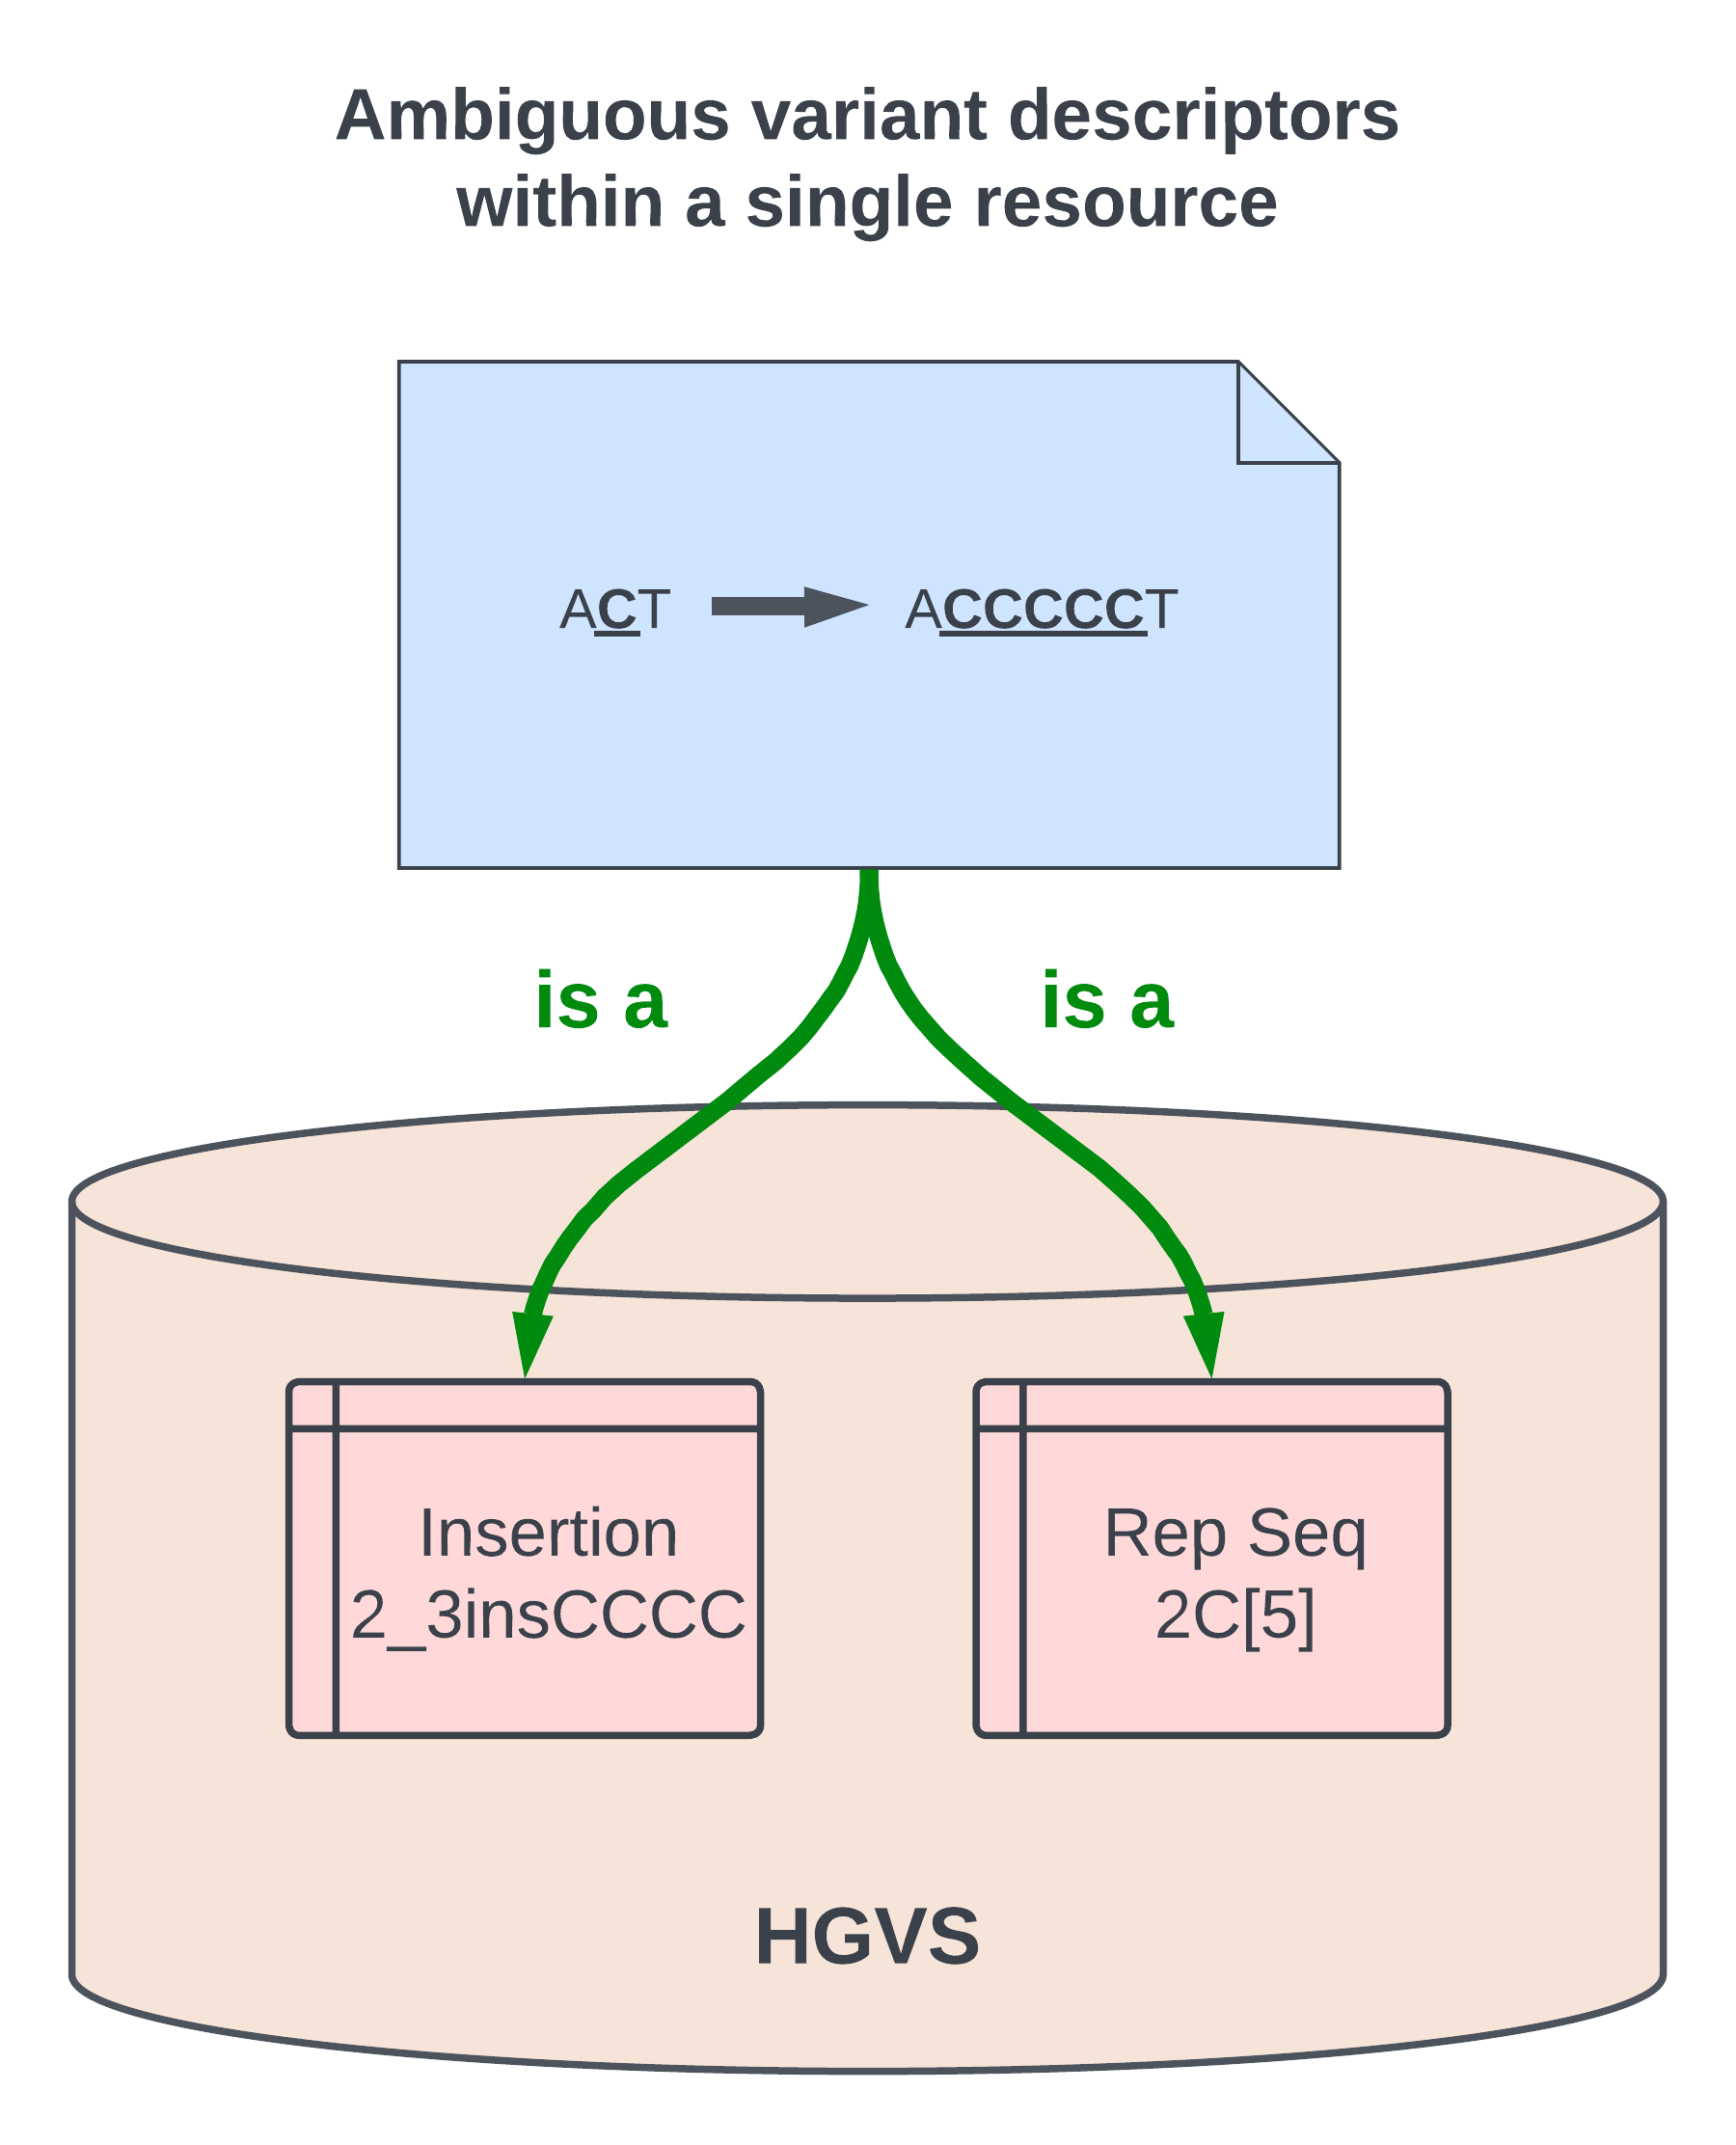 Ambiguous variant descriptors
within a single resource
ACT ACCCCCT
is a is a
Insertion
2_3insCCCC
Rep Seq
2C[5]
HGVS